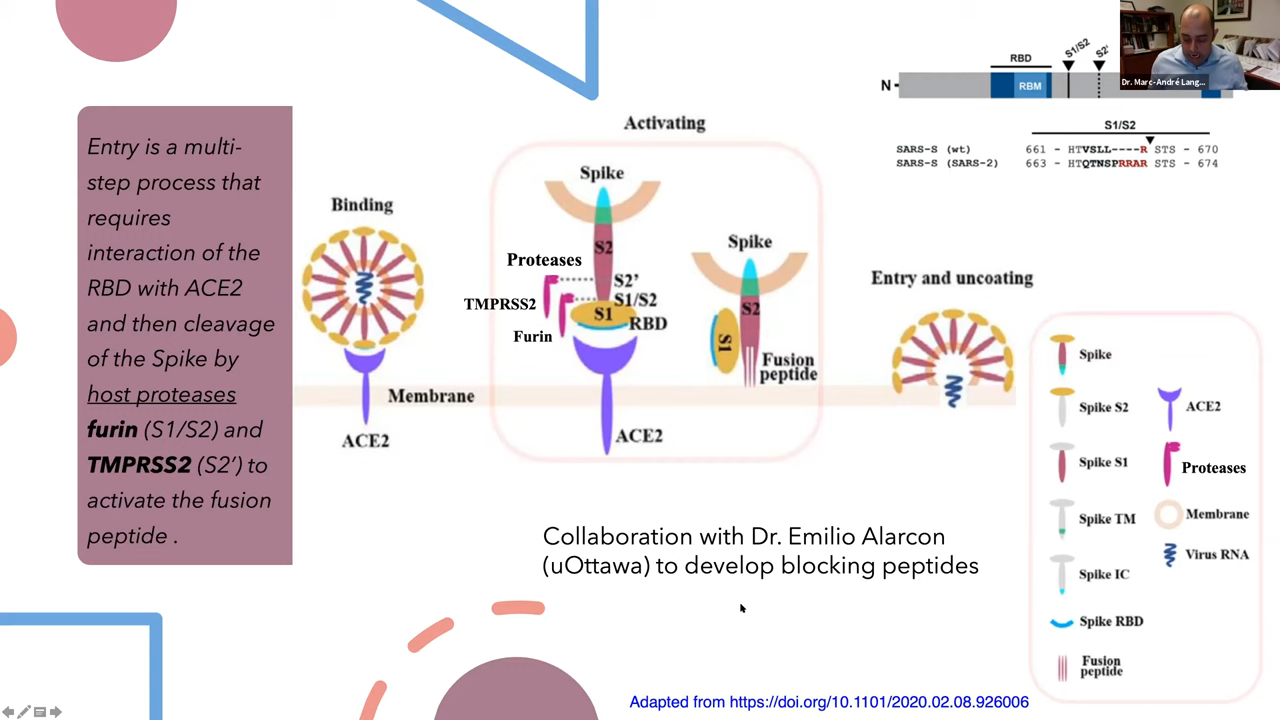 Entry is a multi-
step process that
requires
interaction of the
RBD with ACE2
and then cleavage
of the Spike by
host proteases
furin (S1/S2) and
TMPRSS2 (S2’) to
activate the fusion
peptide .
Binding
Membrane
ACE2
Activating
Spike
S2
Proteases
S2’
TMPRSS2
S1/S2
S1
RBD
Furin
ACE2
Spike
S2
S1
Fusion
peptide
Entry and uncoating
RBD
S1/S2
S2’
N
RBM
Dr. Marc-André Lang...
S1/S2
SARS-S (wt) 661 - HTVSLL----R STS - 670
SARS-S (SARS-2) 663 - HTQTNSPRRAR STS - 674
Spike
Spike S2
ACE2
Spike S1
Proteases
Spike TM
Membrane
Virus RNA
Spike IC
Spike RBD
Fusion
peptide
Collaboration with Dr. Emilio Alarcon
(uOttawa) to develop blocking peptides
Adapted from https://doi.org/10.1101/2020.02.08.926006